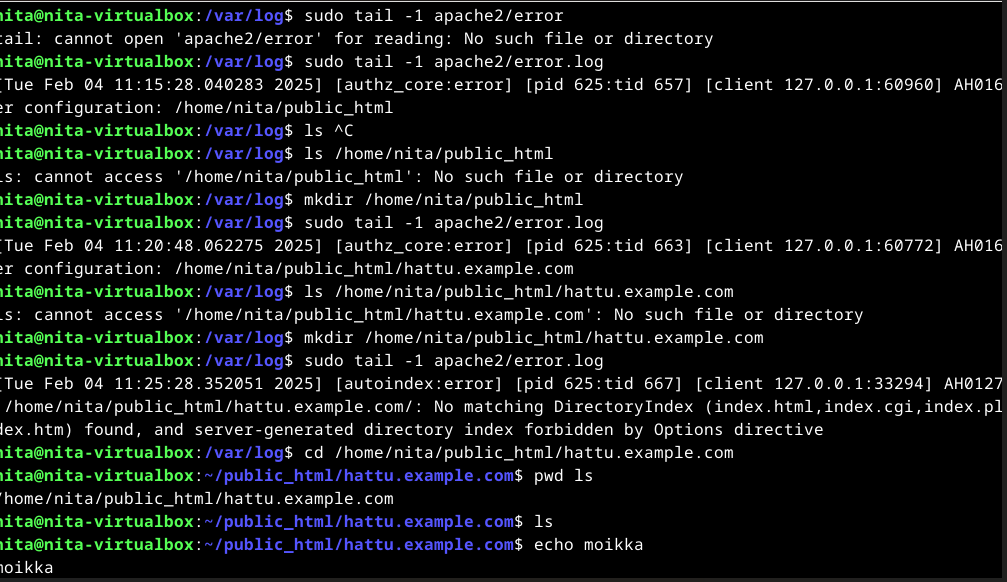 nita@nita-virtualbox:/var/log$ sudo tail -1 apache2/error
tail: cannot open 'apache2/error' for reading: No such file or directory
nita@nita-virtualbox:/var/log$ sudo tail -1 apache2/error.log
[Tue Feb 04 11:15:28.040283 2025] [authz_core:error] [pid 625:tid 657] [client 127.0.0.1:60960] AH016
er configuration: /home/nita/public_html
nita@nita-virtualbox:/var/log$ ls ^C
nita@nita-virtualbox:/var/log$ ls /home/nita/public_html
ls: cannot access '/home/nita/public_html': No such file or directory
nita@nita-virtualbox:/var/log$ mkdir /home/nita/public_html
nita@nita-virtualbox:/var/log$ sudo tail -1 apache2/error.log
[Tue Feb 04 11:20:48.062275 2025] [authz_core:error] [pid 625:tid 663] [client 127.0.0.1:60772] AH016
er configuration: /home/nita/public_html/hattu.example.com
nita@nita-virtualbox:/var/log$ ls /home/nita/public_html/hattu.example.com
ls: cannot access '/home/nita/public_html/hattu.example.com': No such file or directory
nita@nita-virtualbox:/var/log$ mkdir /home/nita/public_html/hattu.example.com
nita@nita-virtualbox:/var/log$ sudo tail -1 apache2/error.log
[Tue Feb 04 11:25:28.352051 2025] [autoindex:error] [pid 625:tid 667] [client 127.0.0.1:33294] AH0127
/home/nita/public_html/hattu.example.com/: No matching DirectoryIndex (index.html,index.cgi,index.pl
dex.htm) found, and server-generated directory index forbidden by Options directive
nita@nita-virtualbox:/var/log$ cd /home/nita/public_html/hattu.example.com
nita@nita-virtualbox:~/public_html/hattu.example.com$ pwd ls
/home/nita/public_html/hattu.example.com
nita@nita-virtualbox:~/public_html/hattu.example.com$ ls
nita@nita-virtualbox:~/public_html/hattu.example.com$ echo moikka
moikka